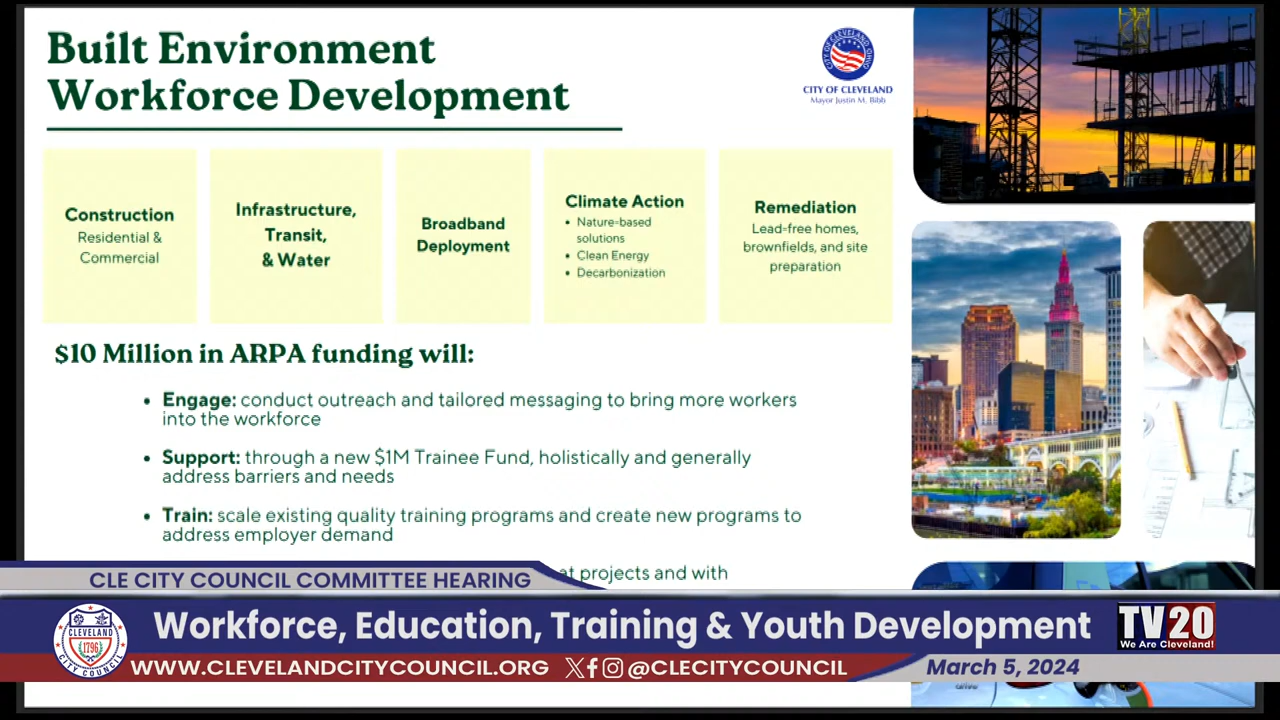 Built Environment
Workforce Development
CITY OF CLEVELAND OHIO
CITY OF CLEVELAND
Mayor Justin M. Bibb
Construction
Residential &
Commercial
Infrastructure,
Transit,
& Water
Broadband
Deployment
Climate Action
• Nature-based
solutions
• Clean Energy
• Decarbonization
Remediation
Lead-free homes,
brownfields, and site
preparation
$10 Million in ARPA funding will:
• Engage: conduct outreach and tailored messaging to bring more workers
into the workforce
• Support: through a new $1M Trainee Fund, holistically and generally
address barriers and needs
• Train: scale existing quality training programs and create new programs to
address employer demand
at projects and with
CLE CITY COUNCIL COMMITTEE HEARING
CLEVELAND
1796
CITY COUNCIL
Workforce, Education, Training & Youth Development
TV20
We Are Cleveland!
WWW.CLEVELANDCITYCOUNCIL.ORG @CLECITYCOUNCIL
March 5, 2024